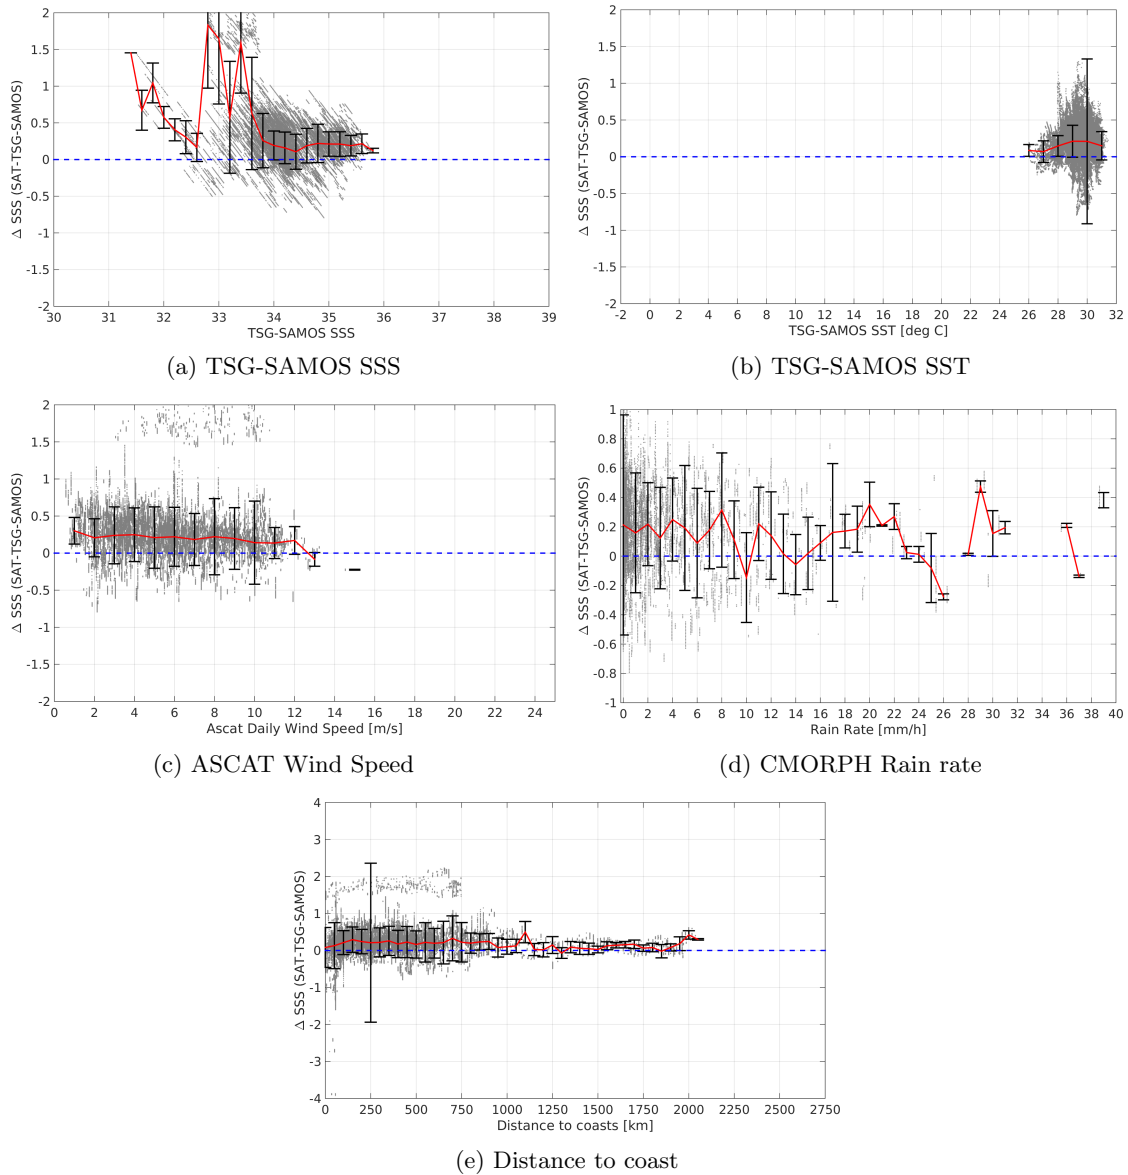 Δ SSS (SAT-TSG-SAMOS)
2
1.5
1
0.5
0
-0.5
1
-1.5
2
30 31 32 33 34 35 36 37 38 39
TSG-SAMOS SSS
(a) TSG-SAMOS SSS
Δ SSS (SAT-TSG-SAMOS)
2
1.5
1
0.5
0
-0.5
-1
-1.5
-2
-2 0 2 4 6 8 10 12 14 16 18 20 22 24 26 28 30 32
TSG-SAMOS SST [deg C]
(b) TSG-SAMOS SST
Δ SSS (SAT-TSG-SAMOS)
2
1.5
1
0.5
0
-0.5
1
-1.5
-2
0 2 4 6 8 10 12 14 16 18 20 22 24
Ascat Daily Wind Speed [m/s]
(c) ASCAT Wind Speed
Δ SSS (SAT-TSG-SAMOS)
1
0.8
0.6
0.4
0.2
0
-0.2
-0.4
-0.6
-0.8
-1
0 2 4 6 8 10 12 14 16 18 20 22 24 26 28 30 32 34 36 38 40
Rain Rate [mm/h]
(d) CMORPH Rain rate
Δ SSS (SAT-TSG-SAMOS)
4
3
2
1
0
-1
-2
-3
-4
0 250 500 750 1000 1250 1500 1750 2000 2250 2500 2750
Distance to coasts [km]
(e) Distance to coast